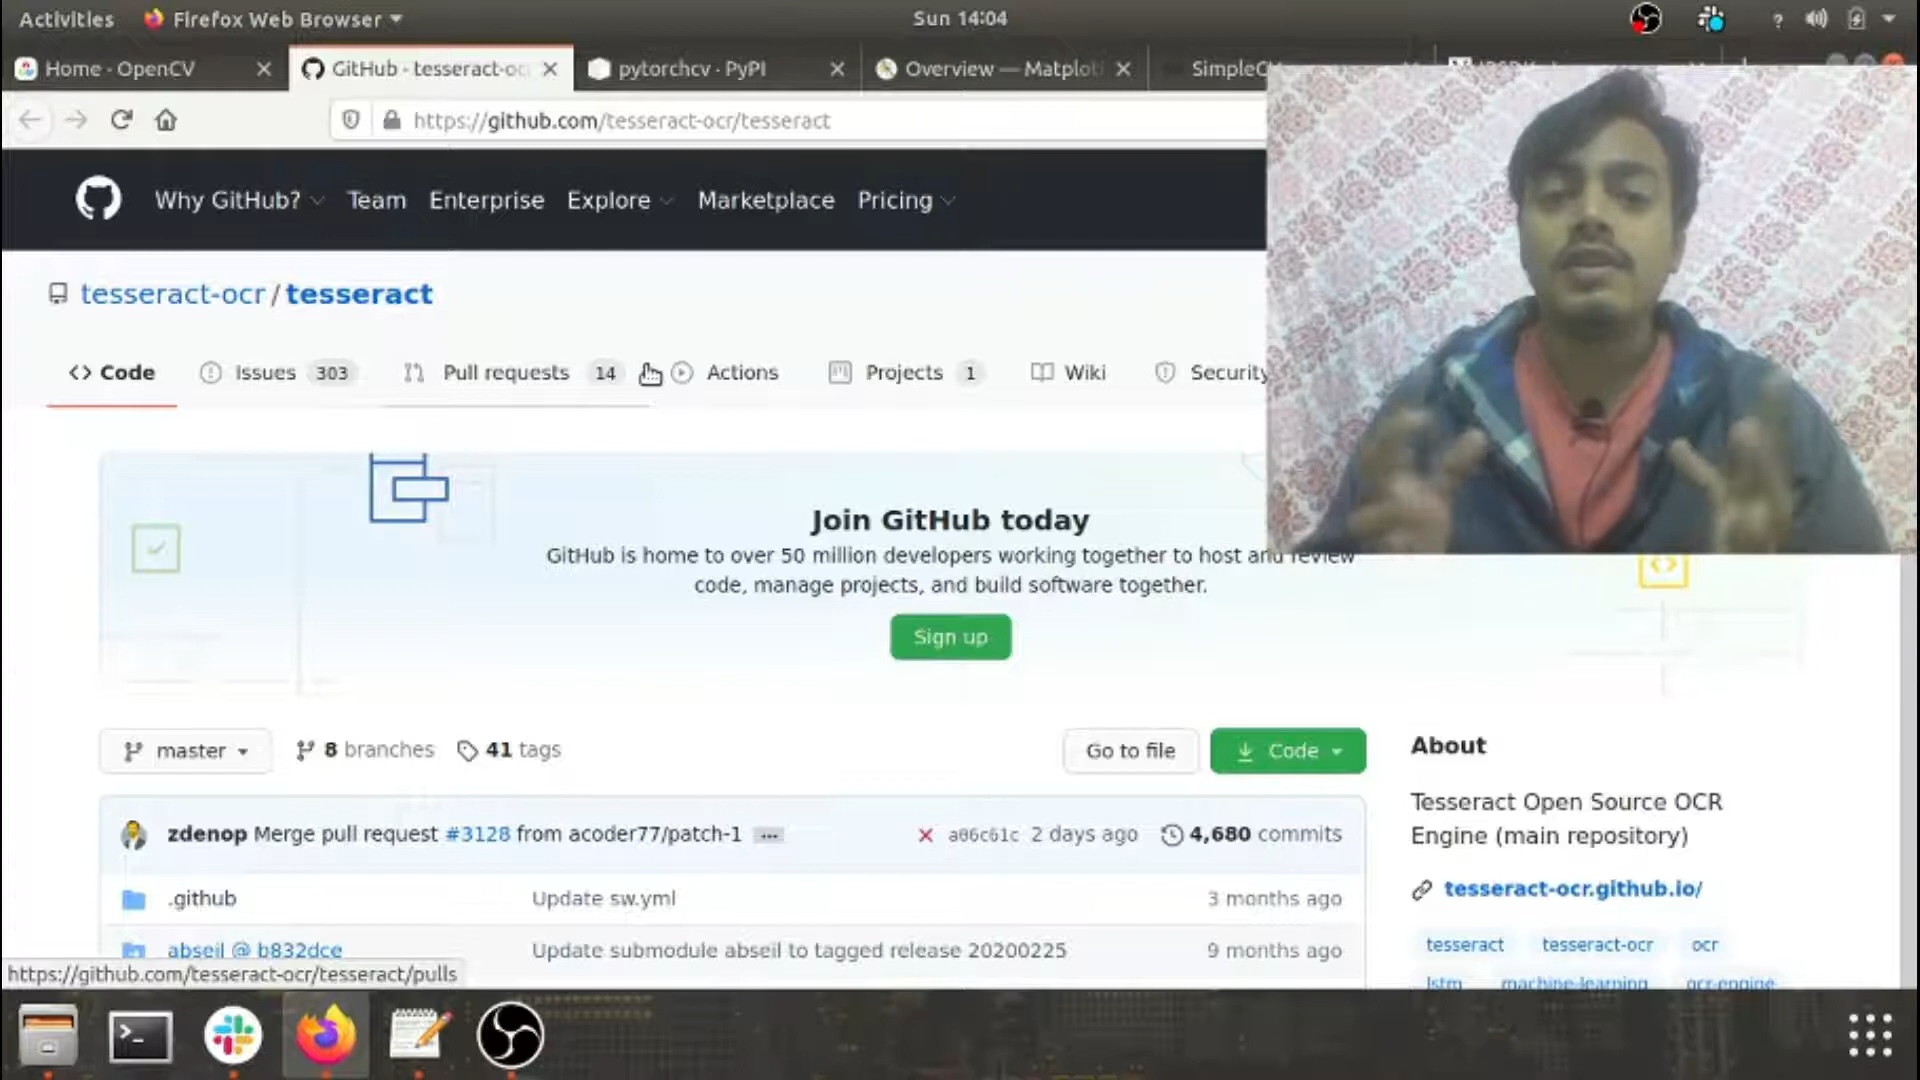 Activities Firefox Web Browser Sun 14:04 ?
Home - OpenCV GitHub - tesseract-oc pytorchcv · PyPI Overview — Matplotl SimpleC
https://github.com/tesseract-ocr/tesseract
Why GitHub? Team Enterprise Explore Marketplace Pricing
tesseract-ocr / tesseract
<> Code Issues 303 Pull requests 14 Actions Projects 1 Wiki Security
Join GitHub today
GitHub is home to over 50 million developers working together to host and review
code, manage projects, and build software together.
Sign up
master 8 branches 41 tags Go to file Code About
Tesseract Open Source OCR
Engine (main repository)
zdenop Merge pull request #3128 from acoder77/patch-1 ... a06c61c 2 days ago 4,680 commits
tesseract-ocr.github.io/
.github Update sw.yml 3 months ago
tesseract tesseract-ocr ocr
abseil @ b832dce Update submodule abseil to tagged release 20200225 9 months ago
https://github.com/tesseract-ocr/tesseract/pulls
lstm machine-learning ocr-engine